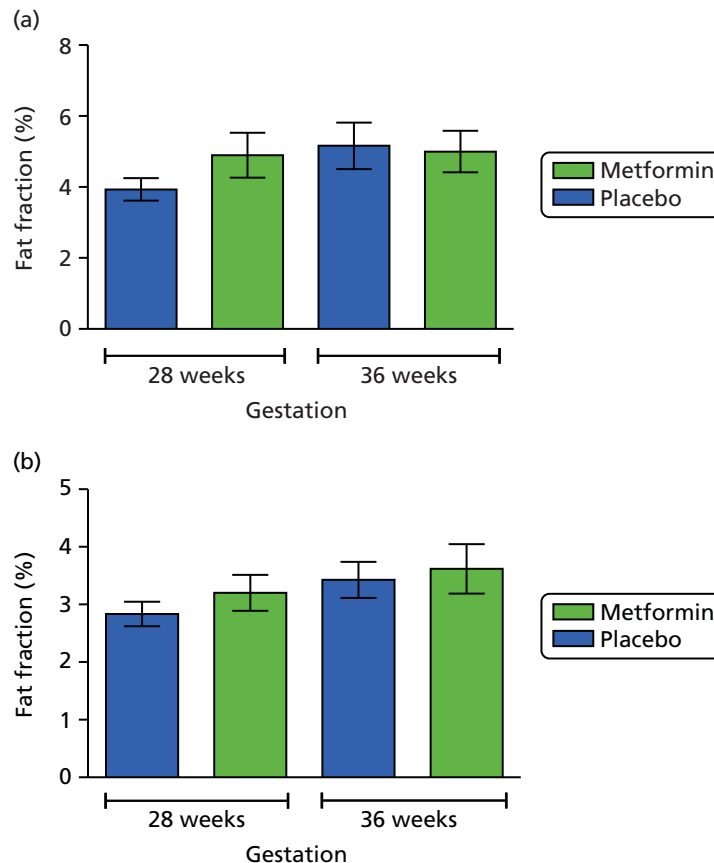 (a)
Fat fraction (%)
8
6
4
2
0
28 weeks
36 weeks
Gestation
Metformin
Placebo
(b)
Fat fraction (%)
5
4
3
2
1
0
28 weeks
36 weeks
Gestation
Metformin
Placebo